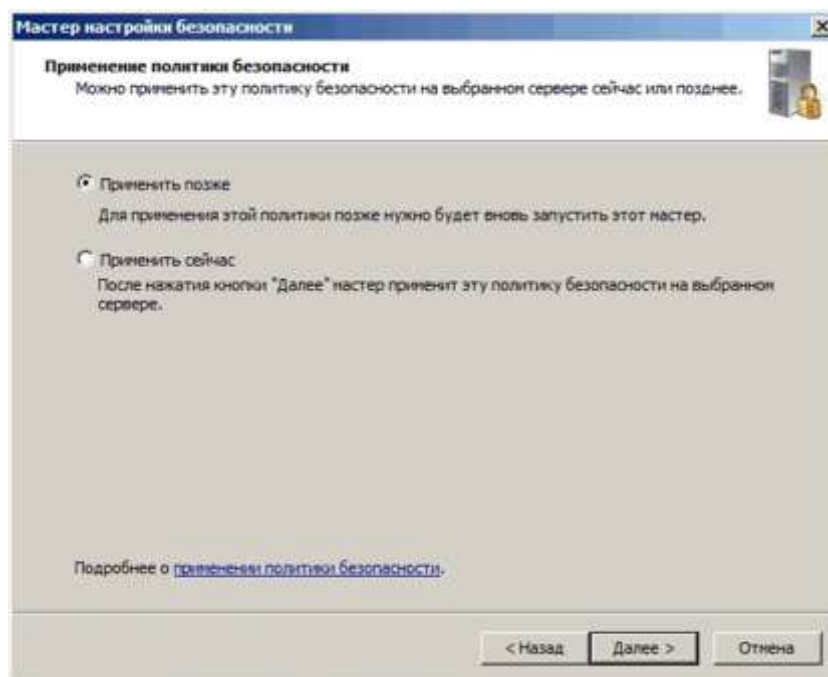 Мастер настройки безопасности
Применение политики безопасности
Можно применить эту политику безопасности на выбранном сервере сейчас или позднее.
Применить позже
Для применения этой политики позже нужно будет вновь запустить этот мастер.
Применить сейчас
После нажатия кнопки "Далее" мастер применит эту политику безопасности на выбранном
сервере.
Подробнее о применении политики безопасности.
< Назад
Далее >
Отмена